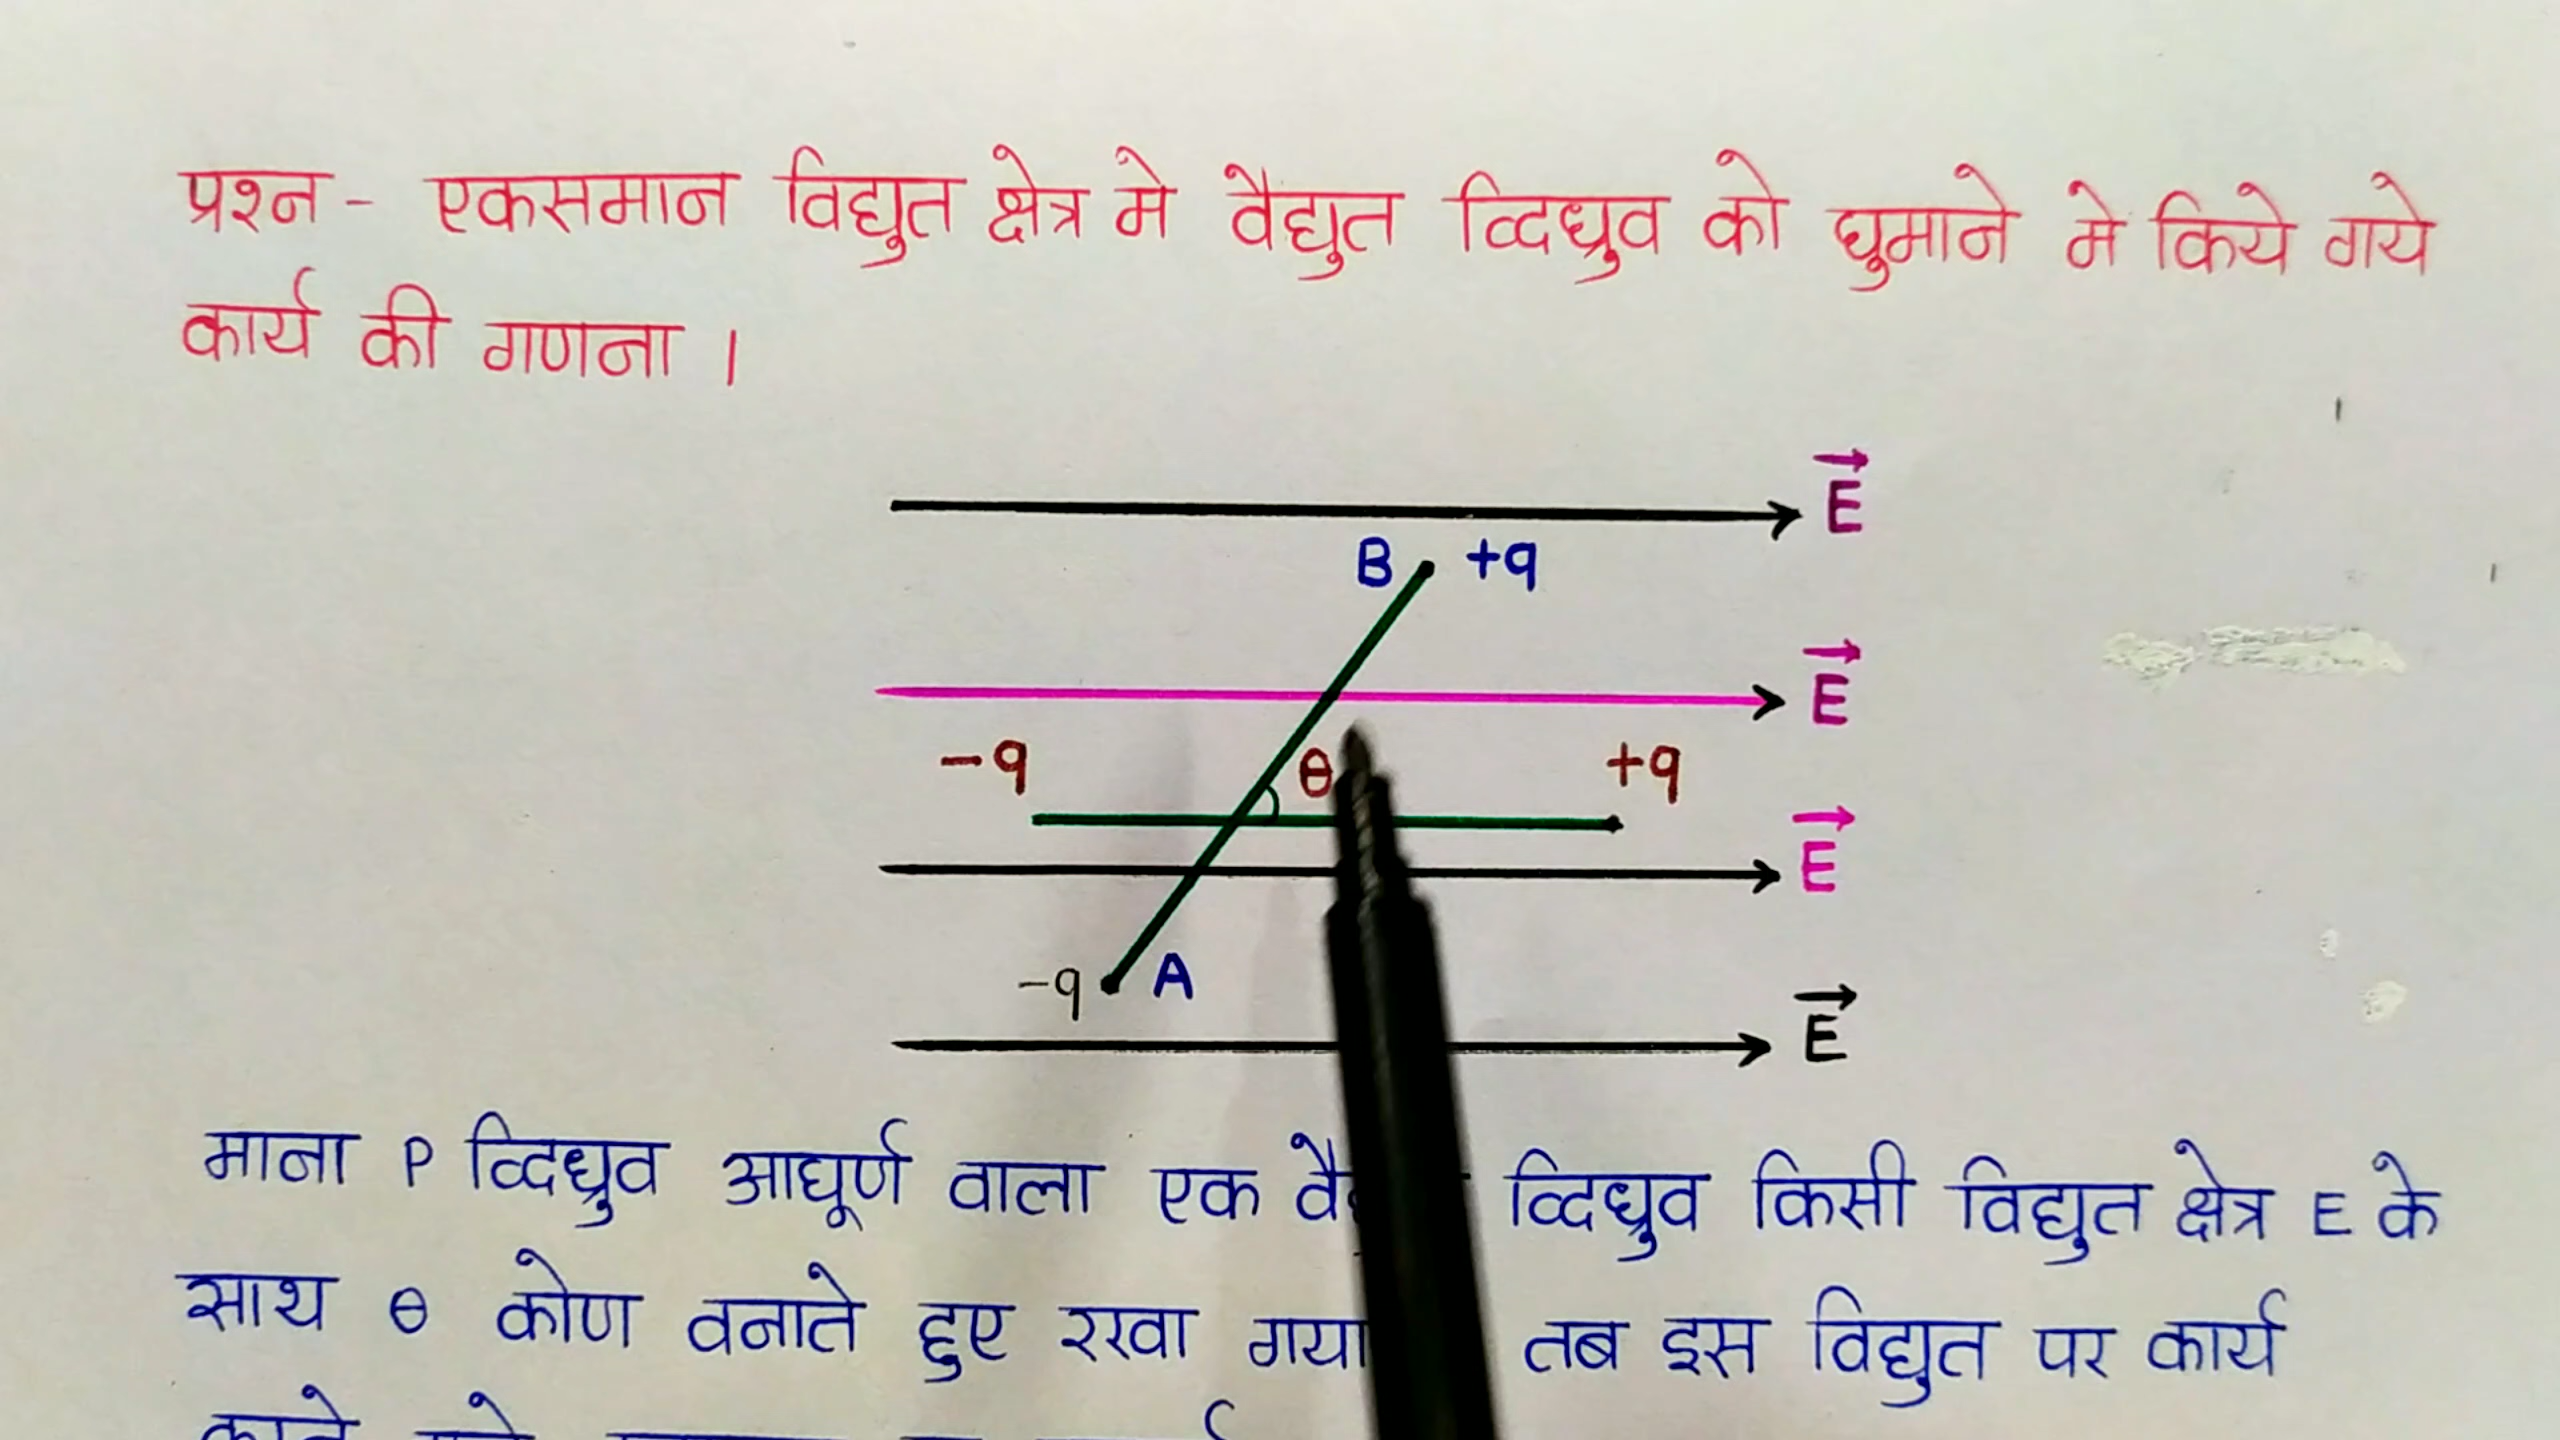 प्रश्न - एकसमान विद्युत क्षेत्र मे वैद्युत व्दिध्रुव को घुमाने मे किये गये
कार्य की गणना ।
E
B +q
E
-q θ +q
E
-q A
E
माना P व्दिध्रुव आघूर्ण वाला एक व्दिध्रुव किसी विद्युत क्षेत्र E के
साथ θ कोण वनाते हुए रखा गया तब इस विद्युत पर कार्य